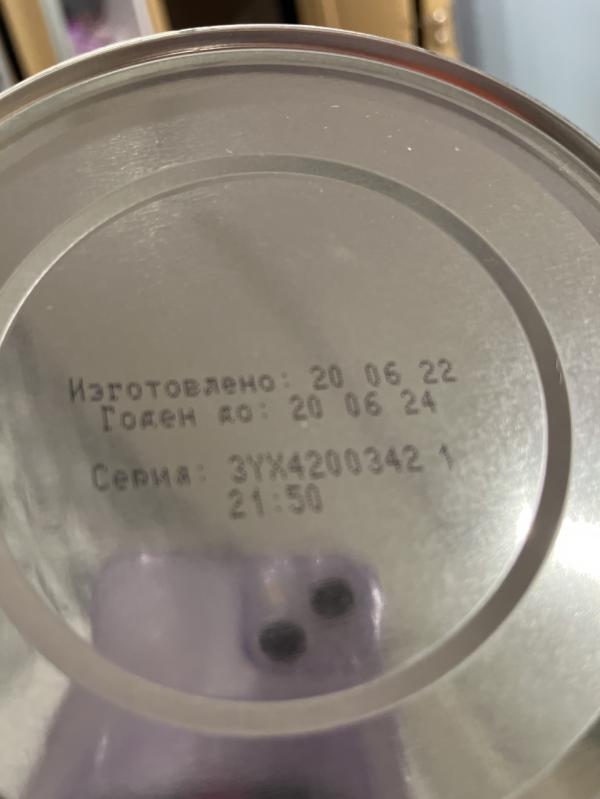 Изготовлено: 20 06 22
Годен до: 20 06 24
Серия: 3YX4200342 1
21:50